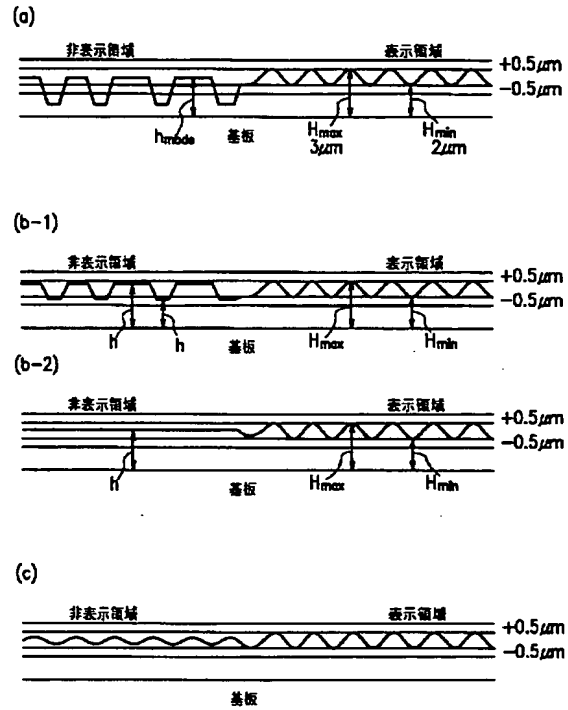 (a)
非表示領域 表示領域
+0.5μm
-0.5μm
hmode 基板 Hmax Hmin
3μm 2μm
(b-1)
非表示領域 表示領域
+0.5μm
-0.5μm
h h 基板 Hmax Hmin
(b-2)
非表示領域 表示領域
+0.5μm
-0.5μm
h 基板 Hmax Hmin
(c)
非表示領域 表示領域
+0.5μm
-0.5μm
基板